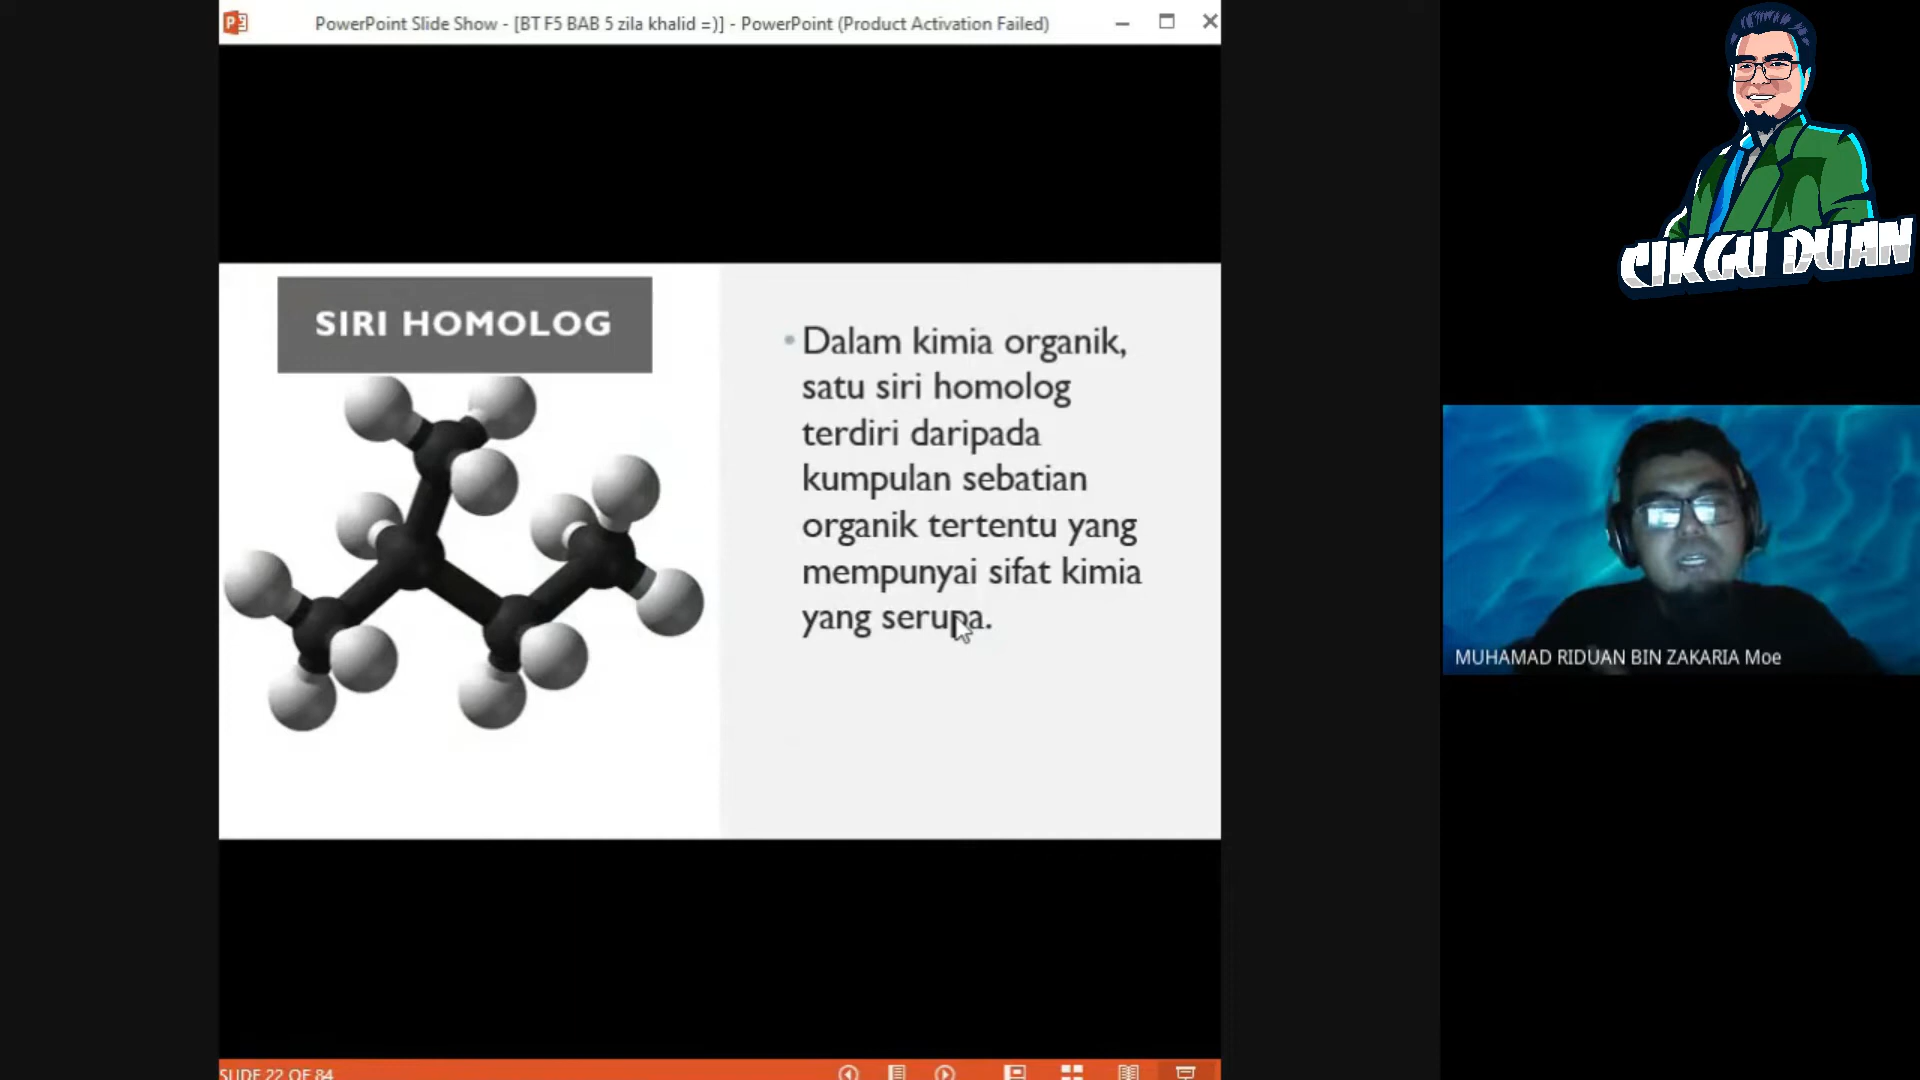 PowerPoint Slide Show - [BT F5 BAB 5 zila khalid =)] - PowerPoint (Product Activation Failed)
SIRI HOMOLOG
Dalam kimia organik,
satu siri homolog
terdiri daripada
kumpulan sebatian
organik tertentu yang
mempunyai sifat kimia
yang serupa.
SLIDE 22 OF 84
CIKGU DUAN
MUHAMAD RIDUAN BIN ZAKARIA Moe